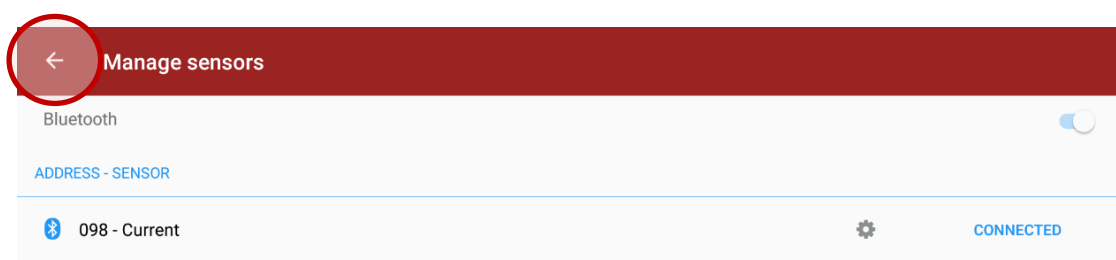 Manage sensors
Bluetooth
ADDRESS - SENSOR
098 - Current CONNECTED